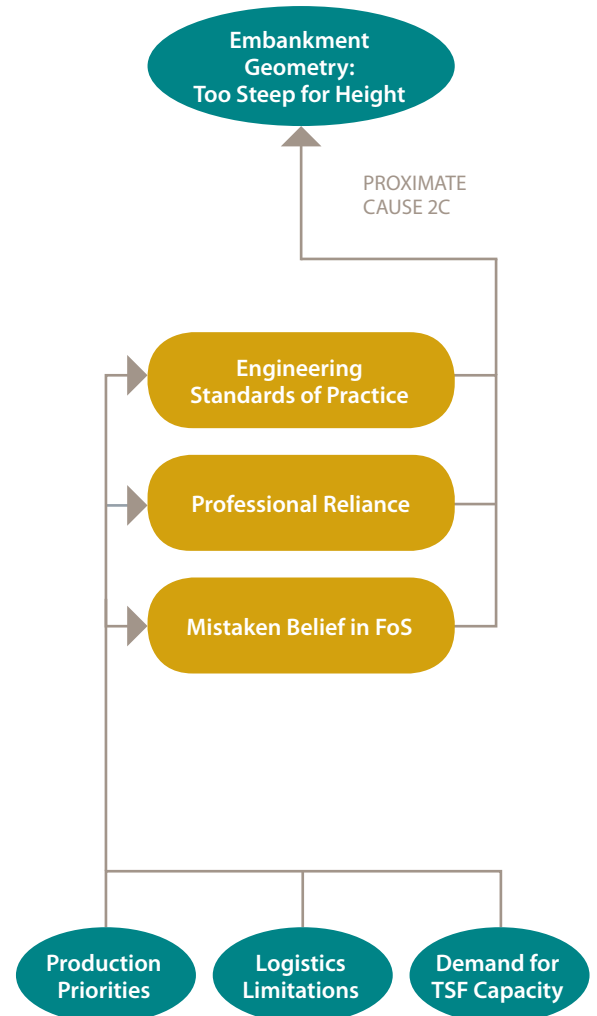 Embankment
Geometry:
Too Steep for Height
PROXIMATE
CAUSE 2C
Engineering
Standards of Practice
Professional Reliance
Mistaken Belief in FoS
Production
Priorities
Logistics
Limitations
Demand for
TSF Capacity